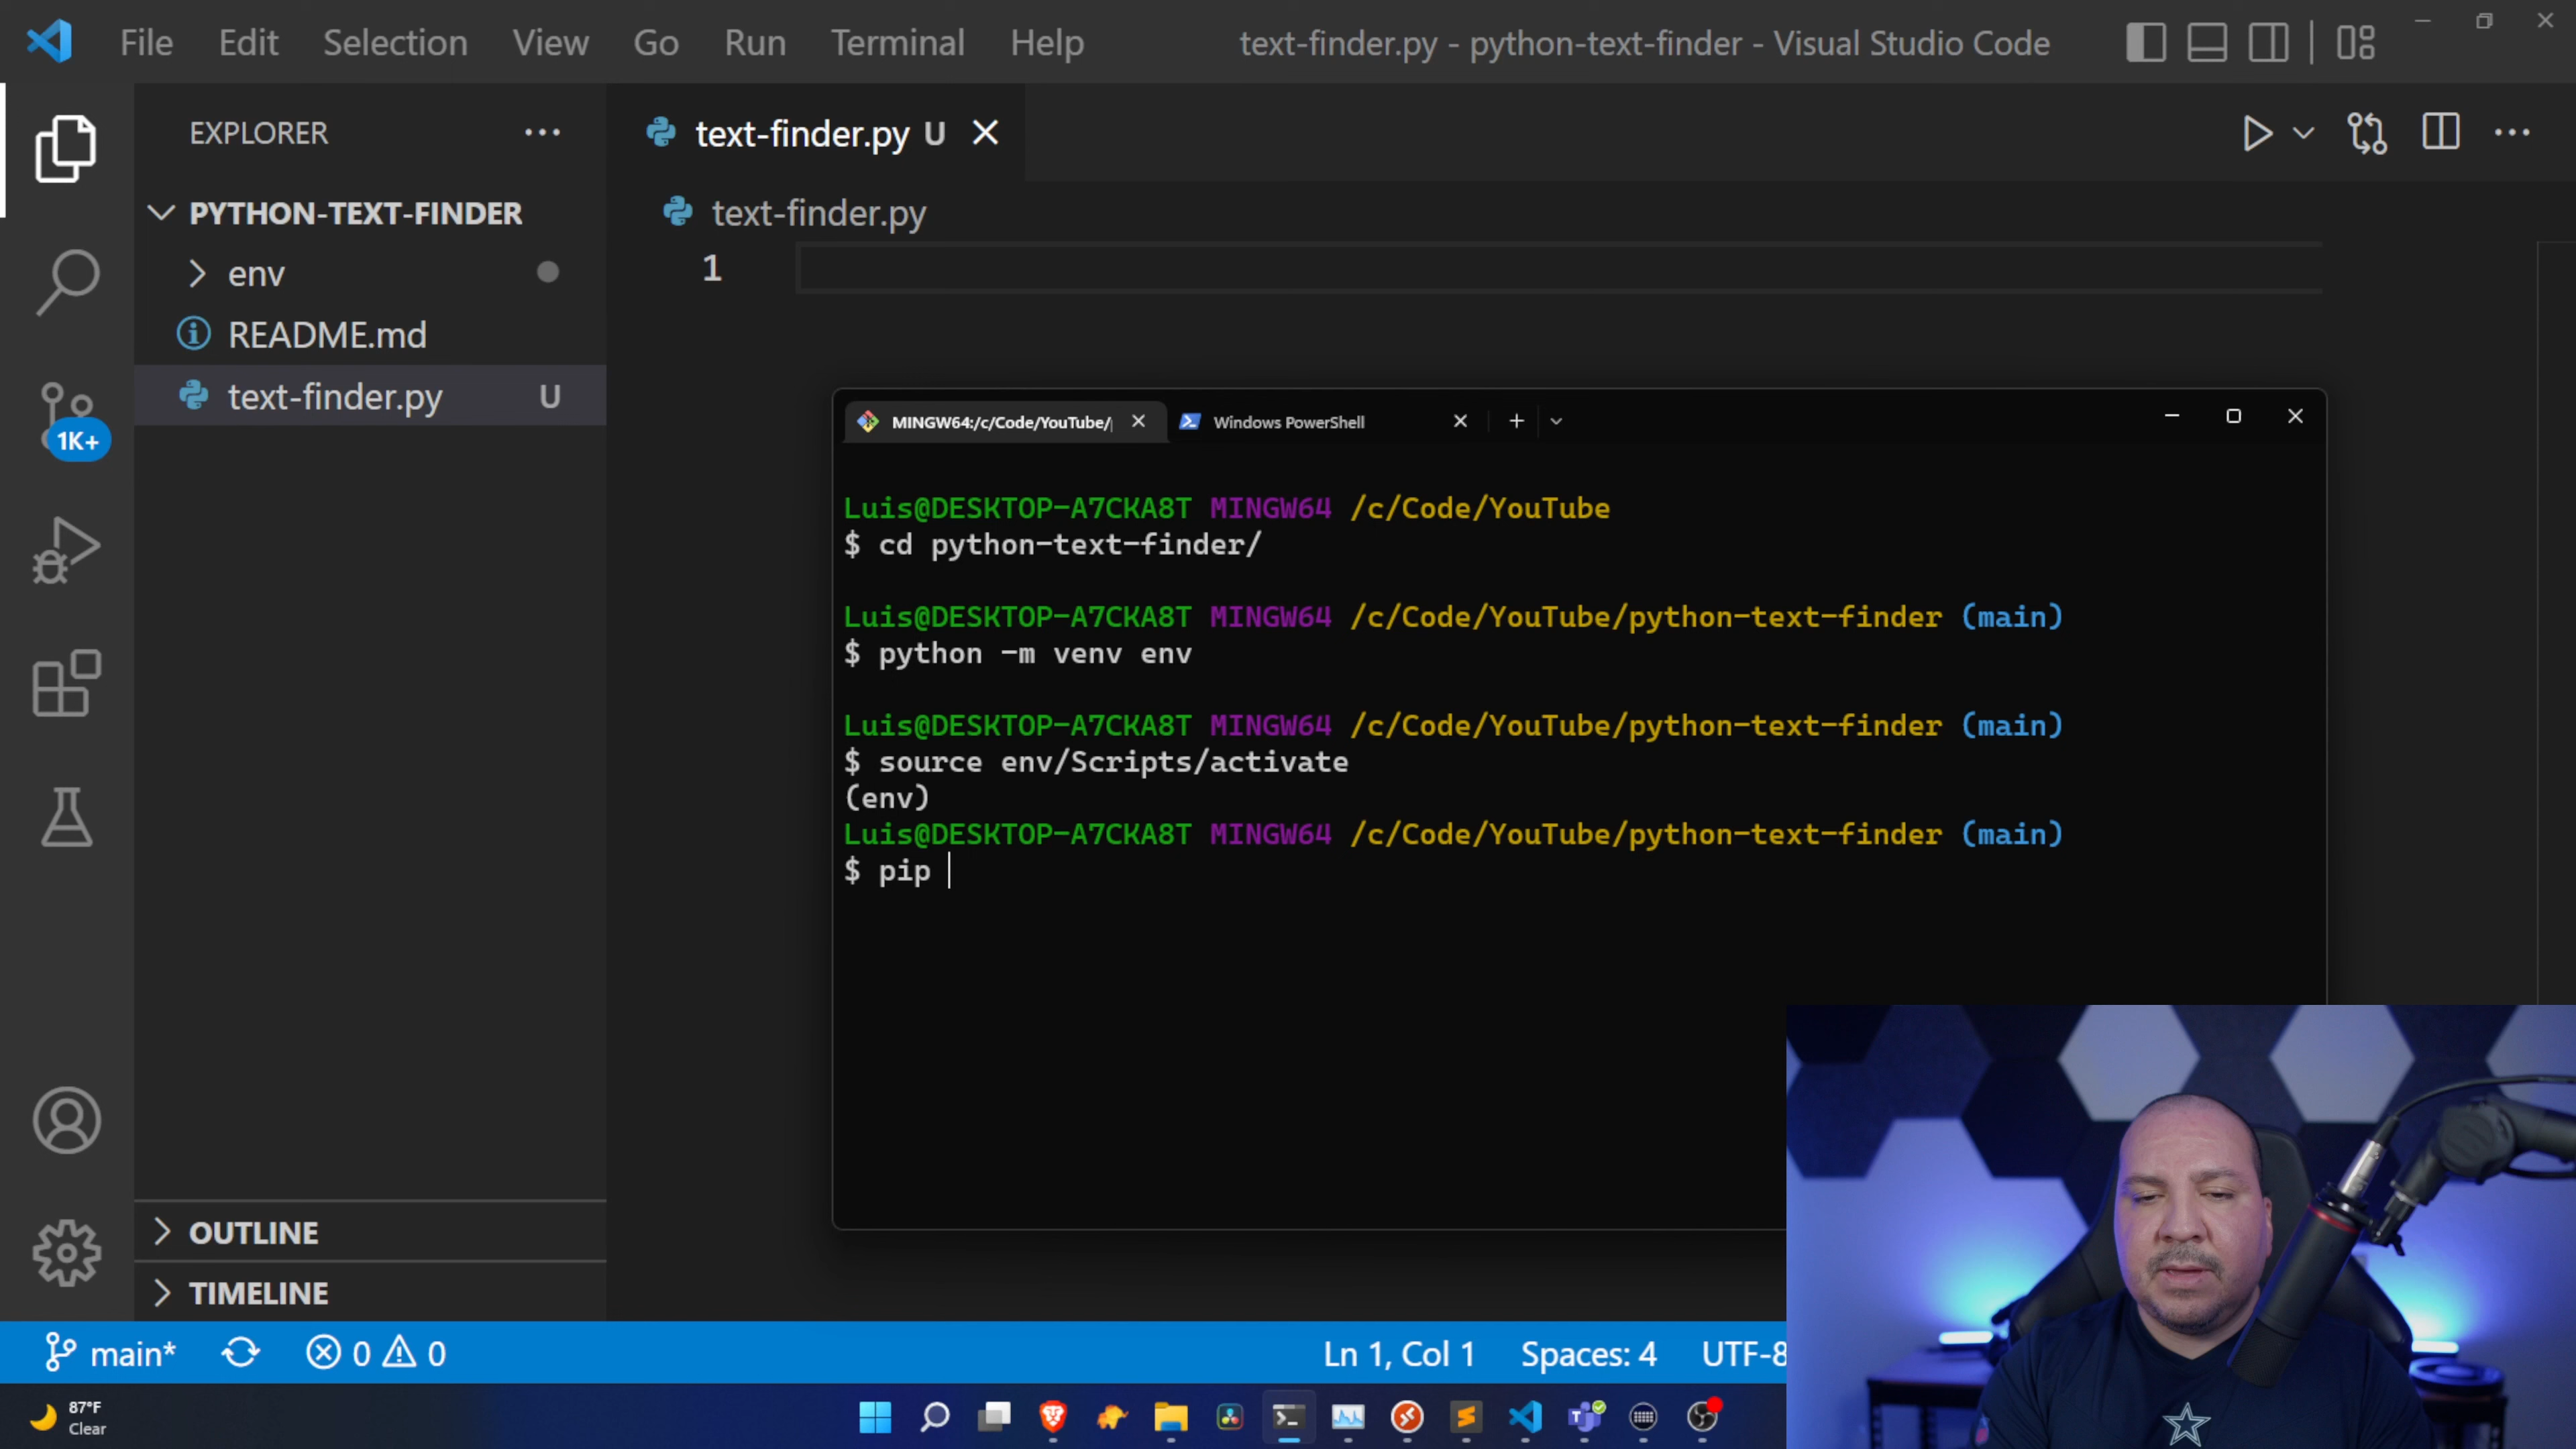 File Edit Selection View Go Run Terminal Help text-finder.py - python-text-finder - Visual Studio Code
EXPLORER
PYTHON-TEXT-FINDER
env
README.md
text-finder.py U
1K+
OUTLINE
TIMELINE
text-finder.py U
text-finder.py
1
MINGW64:/c/Code/YouTube/ Windows PowerShell
Luis@DESKTOP-A7CKA8T MINGW64 /c/Code/YouTube
$ cd python-text-finder/
Luis@DESKTOP-A7CKA8T MINGW64 /c/Code/YouTube/python-text-finder (main)
$ python -m venv env
Luis@DESKTOP-A7CKA8T MINGW64 /c/Code/YouTube/python-text-finder (main)
$ source env/Scripts/activate
(env)
Luis@DESKTOP-A7CKA8T MINGW64 /c/Code/YouTube/python-text-finder (main)
$ pip
main* 0 0 Ln 1, Col 1 Spaces: 4 UTF-8
87°F
Clear